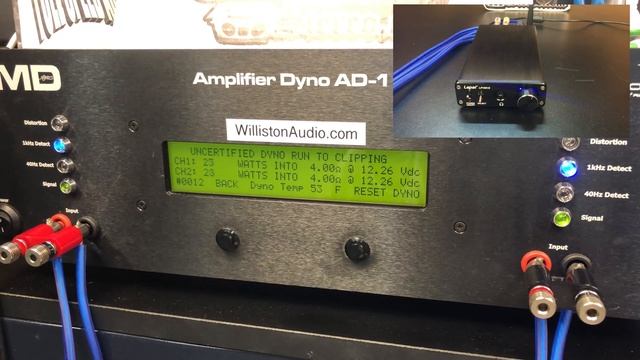 MD
Amplifier Dyno AD-1
WillistonAudio.com
Distortion
1kHz Detect
40Hz Detect
Signal
Input
UNCERTIFIED DYNO RUN TO CLIPPING
CH1: 23 WATTS INTO 4.00Ω @ 12.26 Vdc
CH2: 23 WATTS INTO 4.00Ω @ 12.26 Vdc
#0012 BACK Dyno Temp 53 F RESET DYNO
Distortion
1kHz Detect
40Hz Detect
Signal
Input
Lepai